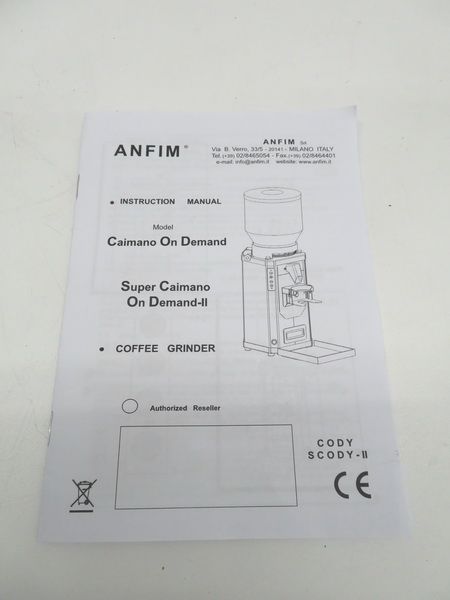 ANFIM®
ANFIM Srl
Via B. Verro, 33/5 - 20141 - MILANO ITALY
Tel. (+39) 02/8465054 - Fax.(+39) 02/8464401
e-mail: info@anfim.it website: www.anfim.it
• INSTRUCTION MANUAL
Model
Caimano On Demand
Super Caimano
On Demand-II
• COFFEE GRINDER
Authorized Reseller
CODY
SCODY-II
CE